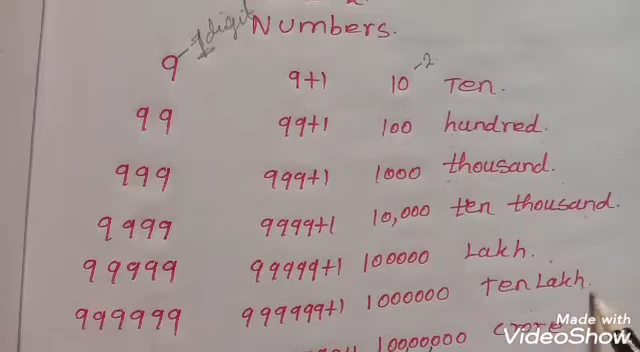 Numbers.
9 - 1 digit 9+1 10 -2 Ten.
99 99+1 100 hundred.
999 999+1 1000 thousand.
9999 9999+1 10,000 ten thousand.
99999 99999+1 100000 Lakh.
999999 999999+1 1000000 Ten Lakh.
crore
Made with
VideoShow